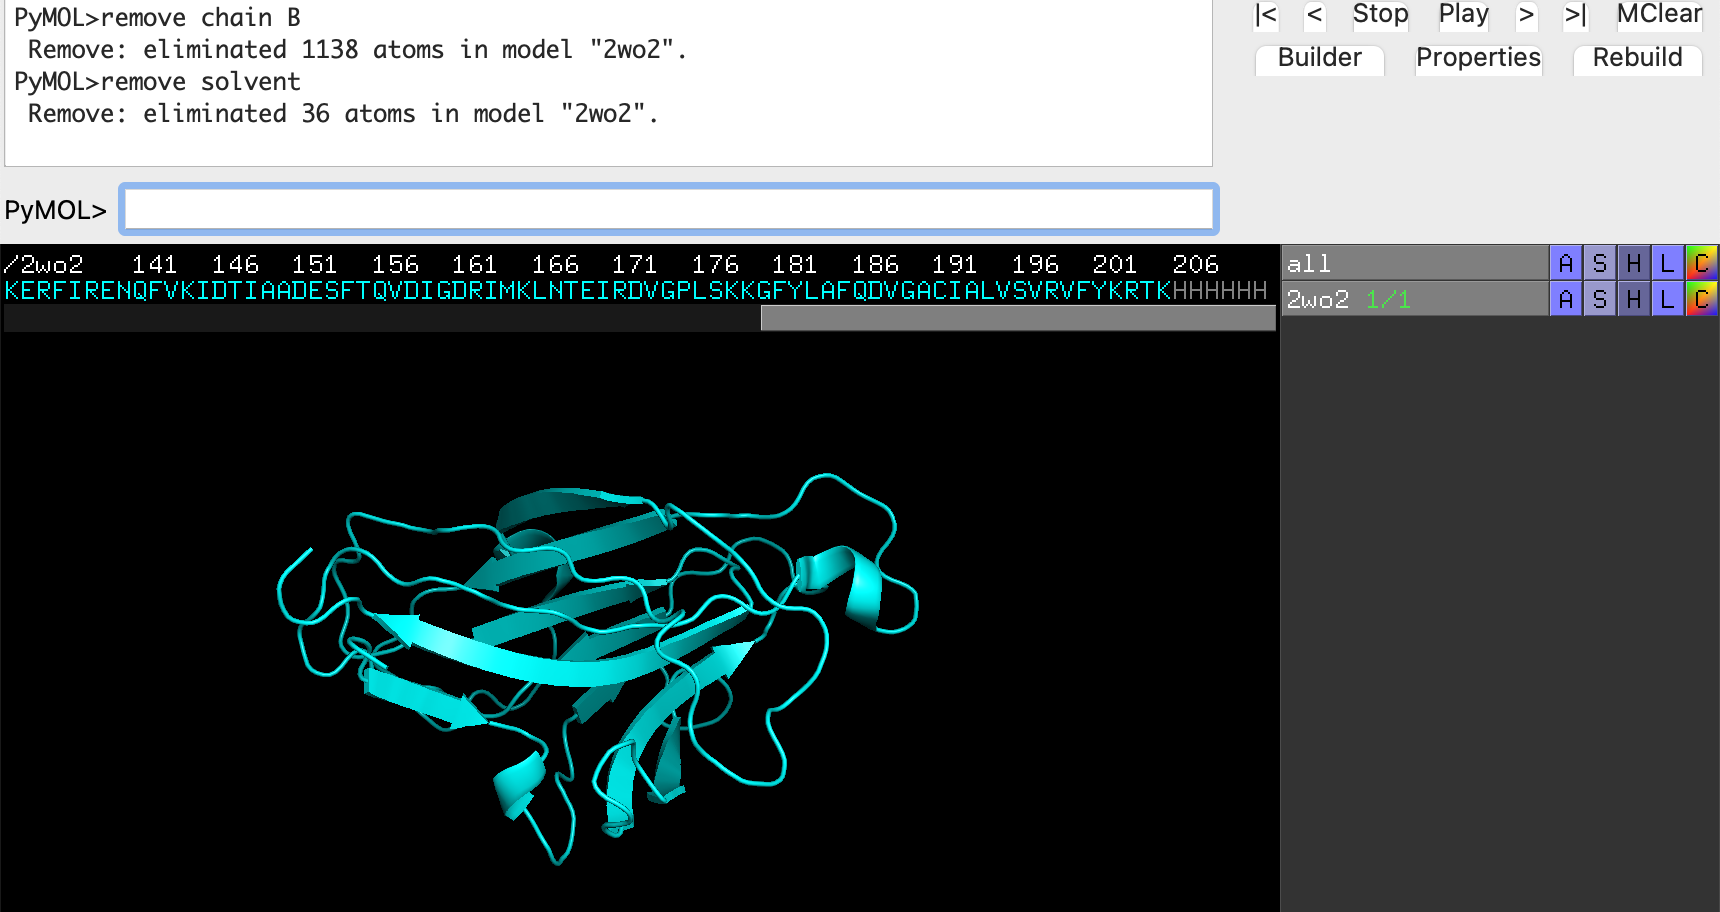 PyMOL>remove chain B
Remove: eliminated 1138 atoms in model "2wo2".
PyMOL>remove solvent
Remove: eliminated 36 atoms in model "2wo2".
|< < Stop Play > >| MClear
Builder Properties Rebuild
PyMOL>
/2wo2 141 146 151 156 161 166 171 176 181 186 191 196 201 206
KERFIRENQFVKIDTIAADESFTQVDIGDRIMKLNTEIRDVGPLSKKGFYLAFQDVGACIALVSVRVFYKRTKHHHHHH
all A S H L C
2wo2 1/1 A S H L C